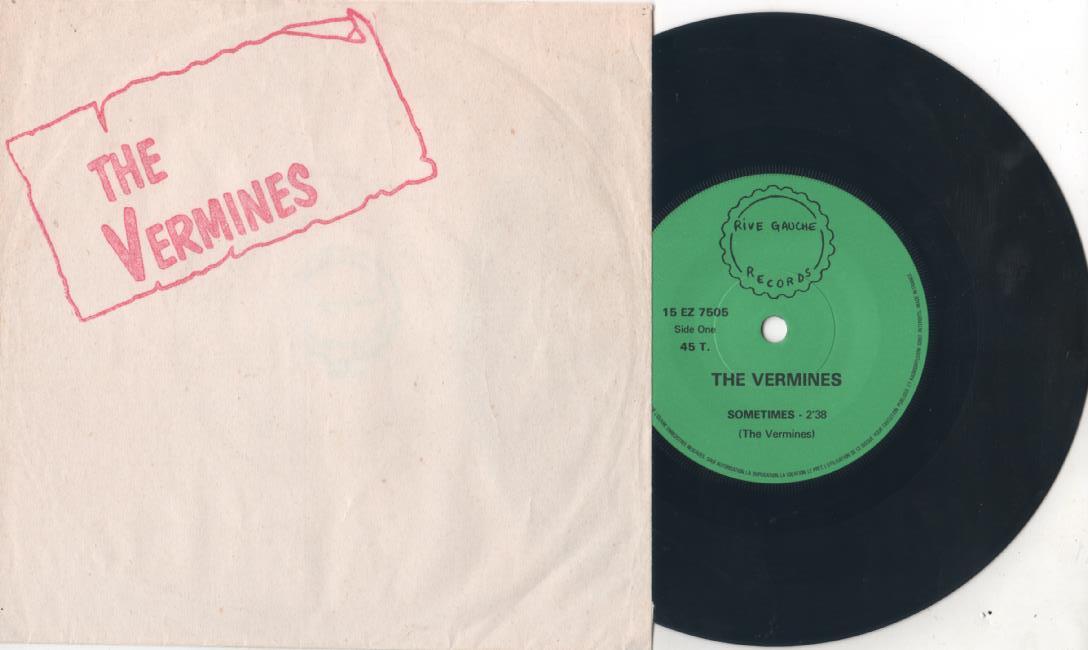 THE
VERMINES
RIVE GAUCHE
RECORDS
15 EZ 7505
Side One
45 T.
THE VERMINES
SOMETIMES - 2'38
(The Vermines)